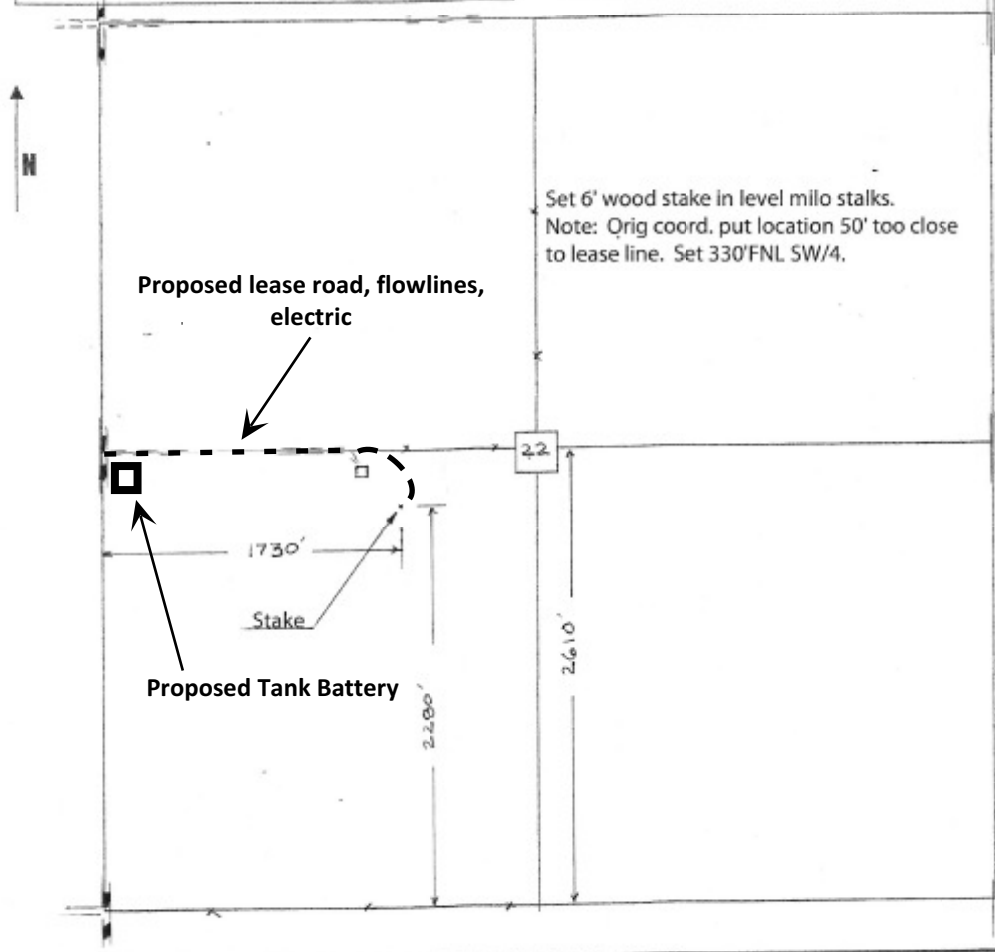 N
Set 6' wood stake in level milo stalks.
Note: Orig coord. put location 50' too close
to lease line. Set 330'FNL SW/4.
Proposed lease road, flowlines,
electric
22
1730'
Stake
2610'
Proposed Tank Battery
2280'